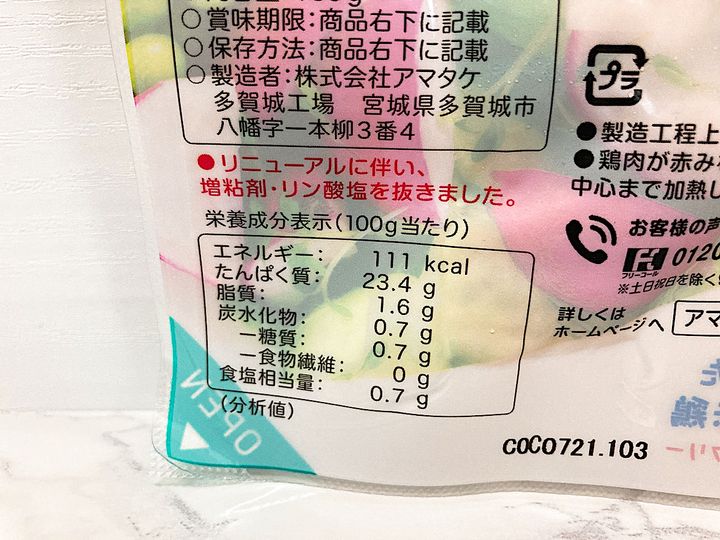 ○賞味期限：商品右下に記載
○保存方法：商品右下に記載
○製造者：株式会社アマタケ
多賀城工場　宮城県多賀城市
八幡字一本柳3番4
●リニューアルに伴い、
増粘剤・リン酸塩を抜きました。
栄養成分表示（100g当たり）
エネルギー： 111 kcal
たんぱく質： 23.4 g
脂質： 1.6 g
炭水化物： 0.7 g
－糖質： 0.7 g
－食物繊維： 0 g
食塩相当量： 0.7 g
（分析値）
OPEN
プラ
●製造工程上
●鶏肉が赤み
中心まで加熱し
お客様の声
フリーコール
0120
※土日祝日を除く
詳しくは
ホームページへ
アマ
COCO721.103